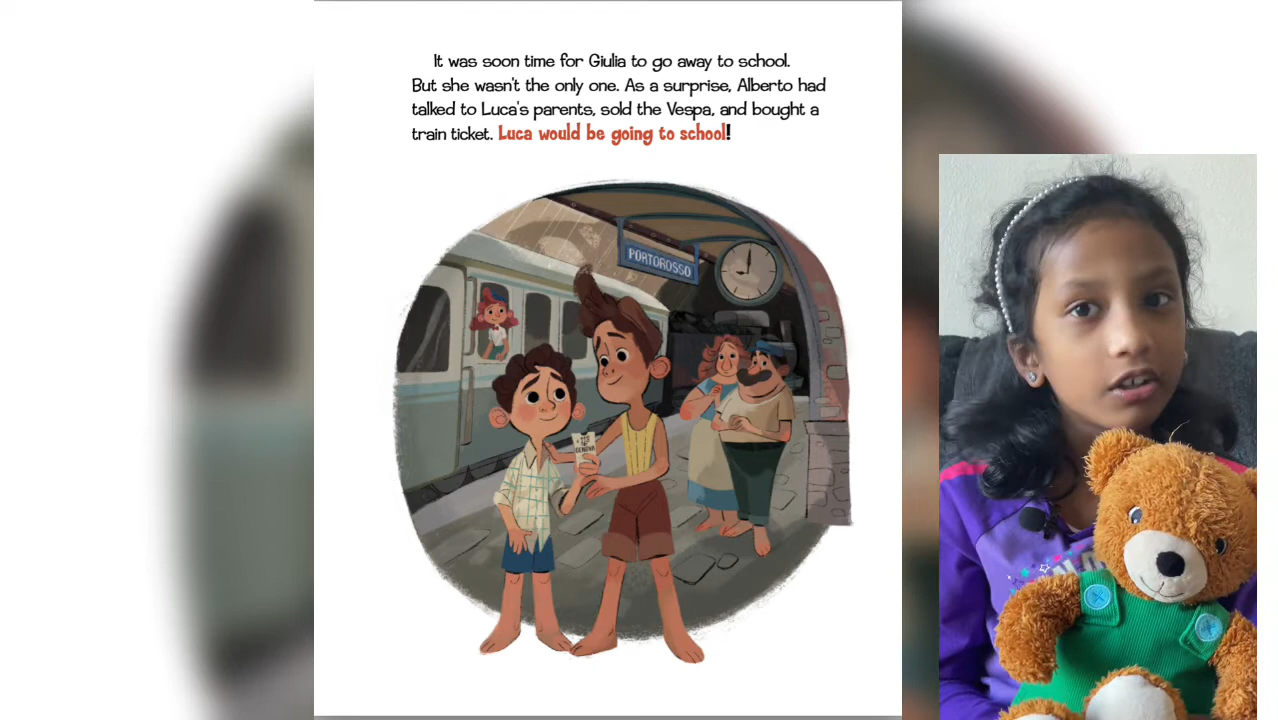 It was soon time for Giulia to go away to school.
But she wasn't the only one. As a surprise, Alberto had
talked to Luca's parents, sold the Vespa, and bought a
train ticket. Luca would be going to school!
PORTOROSSO
GENOVA